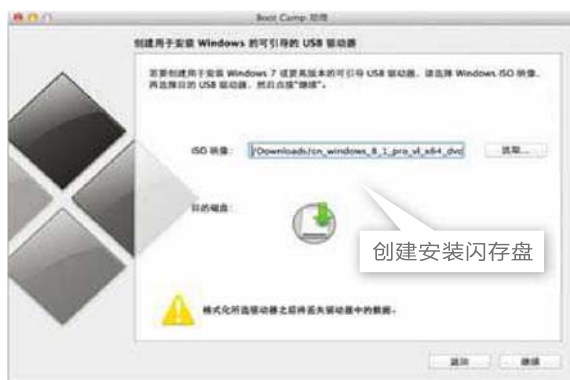 Boot Camp 助理
创建用于安装 Windows 的可引导的 USB 驱动器
若要创建用于安装 Windows 7 或更高版本的可引导 USB 驱动器，请选择 Windows ISO 映像，
再选择目的 USB 驱动器，然后点按“继续”。
ISO 映像： /Downloads/cn_windows_8_1_pro_vl_x64_dvd 选取...
目的磁盘：
创建安装闪存盘
格式化所选驱动器之后将丢失驱动器中的数据。
返回 继续